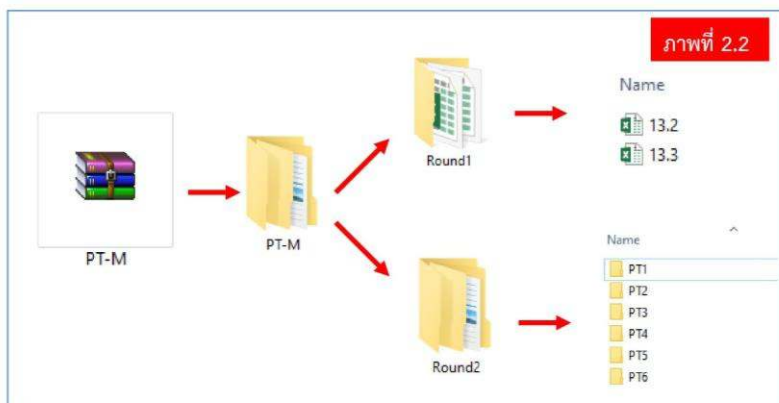 ภาพที่ 2.2
PT-M
PT-M
Round1
Name
13.2
13.3
Round2
Name
PT1
PT2
PT3
PT4
PT5
PT6